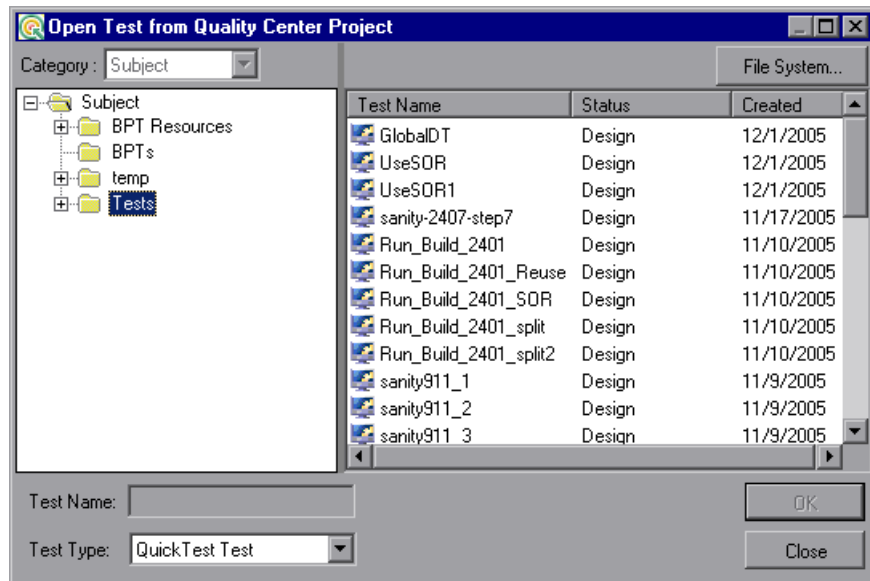 Open Test from Quality Center Project
Category : Subject
File System...
Subject
BPT Resources
BPTs
temp
Tests
Test Name Status Created
GlobalDT Design 12/1/2005
UseSOR Design 12/1/2005
UseSOR1 Design 12/1/2005
sanity-2407-step7 Design 11/17/2005
Run_Build_2401 Design 11/10/2005
Run_Build_2401_Reuse Design 11/10/2005
Run_Build_2401_SOR Design 11/10/2005
Run_Build_2401_split Design 11/10/2005
Run_Build_2401_split2 Design 11/10/2005
sanity911_1 Design 11/9/2005
sanity911_2 Design 11/9/2005
sanity911_3 Design 11/9/2005
Test Name:
OK
Test Type: QuickTest Test
Close